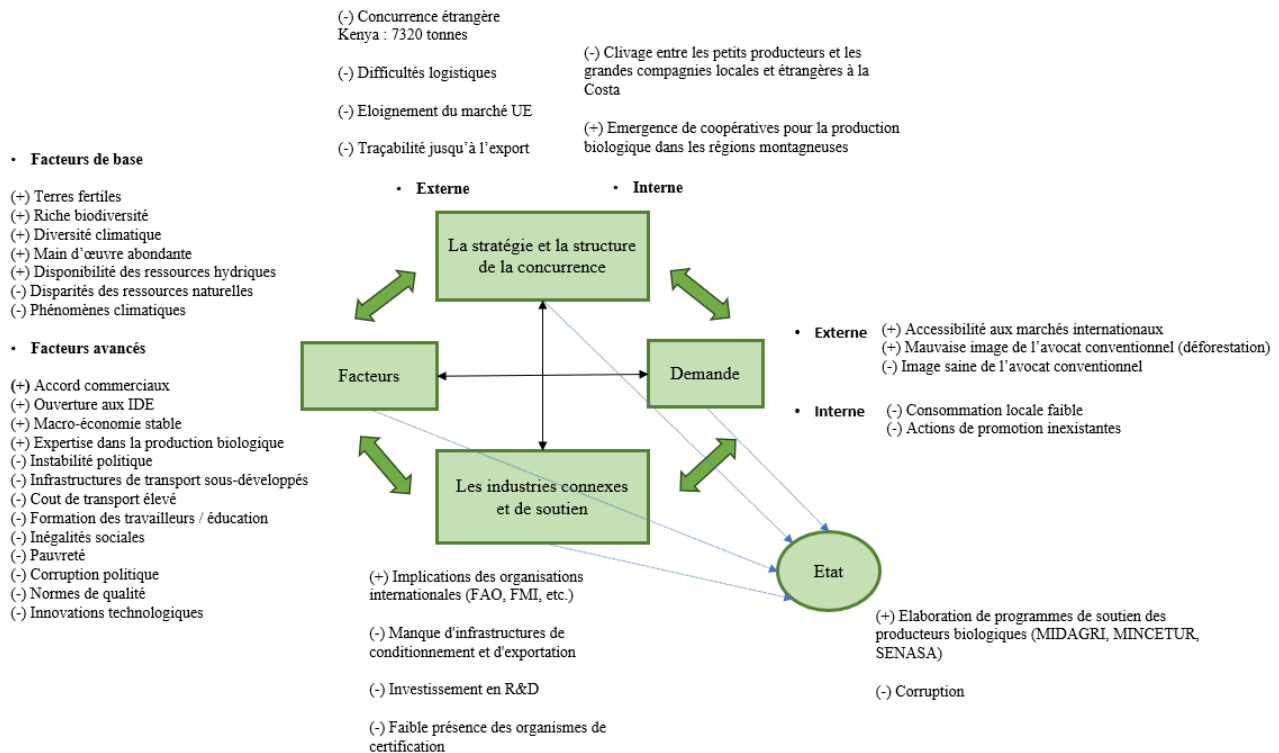 (-) Concurrence étrangère
Kenya : 7320 tonnes
(-) Difficultés logistiques
(-) Eloignement du marché UE
(-) Traçabilité jusqu’à l’export
• Externe
(-) Clivage entre les petits producteurs et les
grandes compagnies locales et étrangères à la
Costa
(+) Emergence de coopératives pour la production
biologique dans les régions montagneuses
• Interne
• Facteurs de base
(+) Terres fertiles
(+) Riche biodiversité
(+) Diversité climatique
(+) Main d’œuvre abondante
(+) Disponibilité des ressources hydriques
(-) Disparités des ressources naturelles
(-) Phénomènes climatiques
• Facteurs avancés
(+) Accord commerciaux
(+) Ouverture aux IDE
(+) Macro-économie stable
(+) Expertise dans la production biologique
(-) Instabilité politique
(-) Infrastructures de transport sous-développés
(-) Cout de transport élevé
(-) Formation des travailleurs / éducation
(-) Inégalités sociales
(-) Pauvreté
(-) Corruption politique
(-) Normes de qualité
(-) Innovations technologiques
La stratégie et la structure
de la concurrence
Facteurs
Demande
Les industries connexes
et de soutien
Etat
• Externe
(+) Accessibilité aux marchés internationaux
(+) Mauvaise image de l’avocat conventionnel (déforestation)
(-) Image saine de l’avocat conventionnel
• Interne
(-) Consommation locale faible
(-) Actions de promotion inexistantes
(+) Implications des organisations
internationales (FAO, FMI, etc.)
(-) Manque d'infrastructures de
conditionnement et d'exportation
(-) Investissement en R&D
(-) Faible présence des organismes de
certification
(+) Elaboration de programmes de soutien des
producteurs biologiques (MIDAGRI, MINCETUR,
SENASA)
(-) Corruption